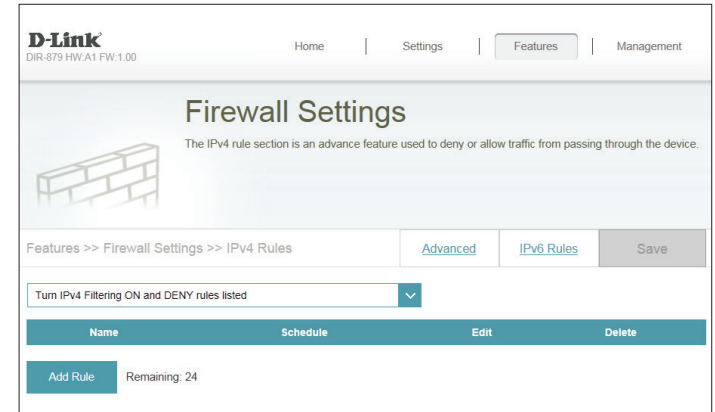 D-Link
DIR-879 HW:A1 FW:1.00
Home | Settings | Features | Management
Firewall Settings
The IPv4 rule section is an advance feature used to deny or allow traffic from passing through the device.
Features >> Firewall Settings >> IPv4 Rules Advanced IPv6 Rules Save
Turn IPv4 Filtering ON and DENY rules listed
Name Schedule Edit Delete
Add Rule Remaining: 24